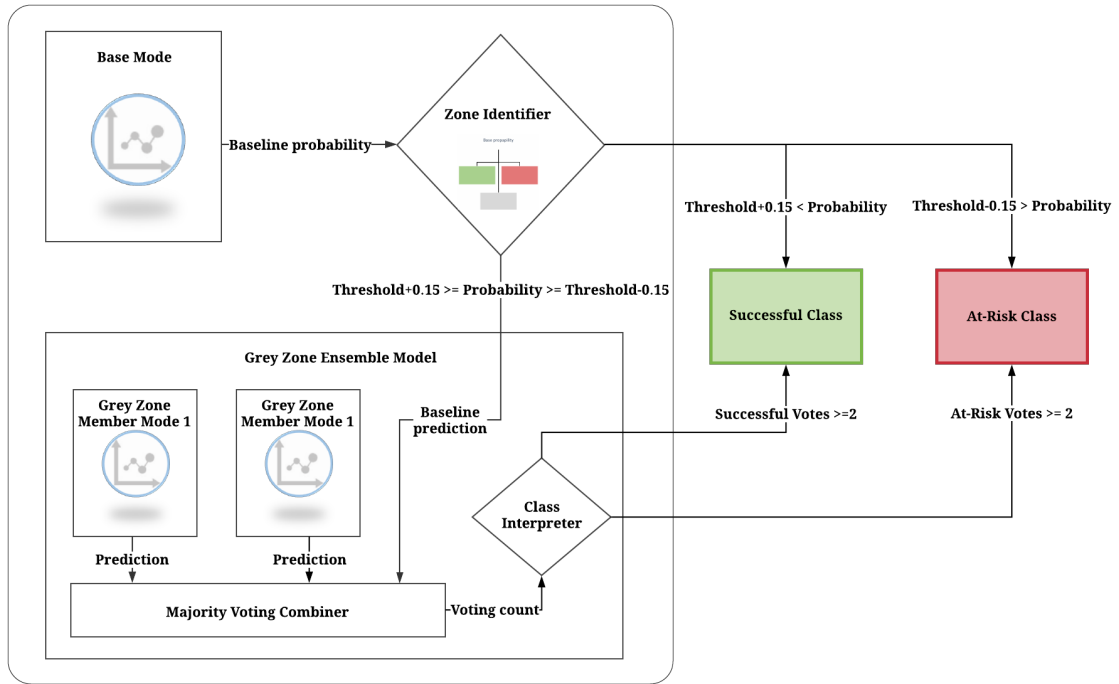 Base Mode
Baseline probability
Zone Identifier
Base propability
Threshold+0.15 < Probability
Threshold-0.15 > Probability
Threshold+0.15 >= Probability >= Threshold-0.15
Successful Class
At-Risk Class
Grey Zone Ensemble Model
Grey Zone
Member Mode 1
Grey Zone
Member Mode 1
Baseline
prediction
Successful Votes >=2
At-Risk Votes >= 2
Class
Interpreter
Prediction
Prediction
Majority Voting Combiner
Voting count